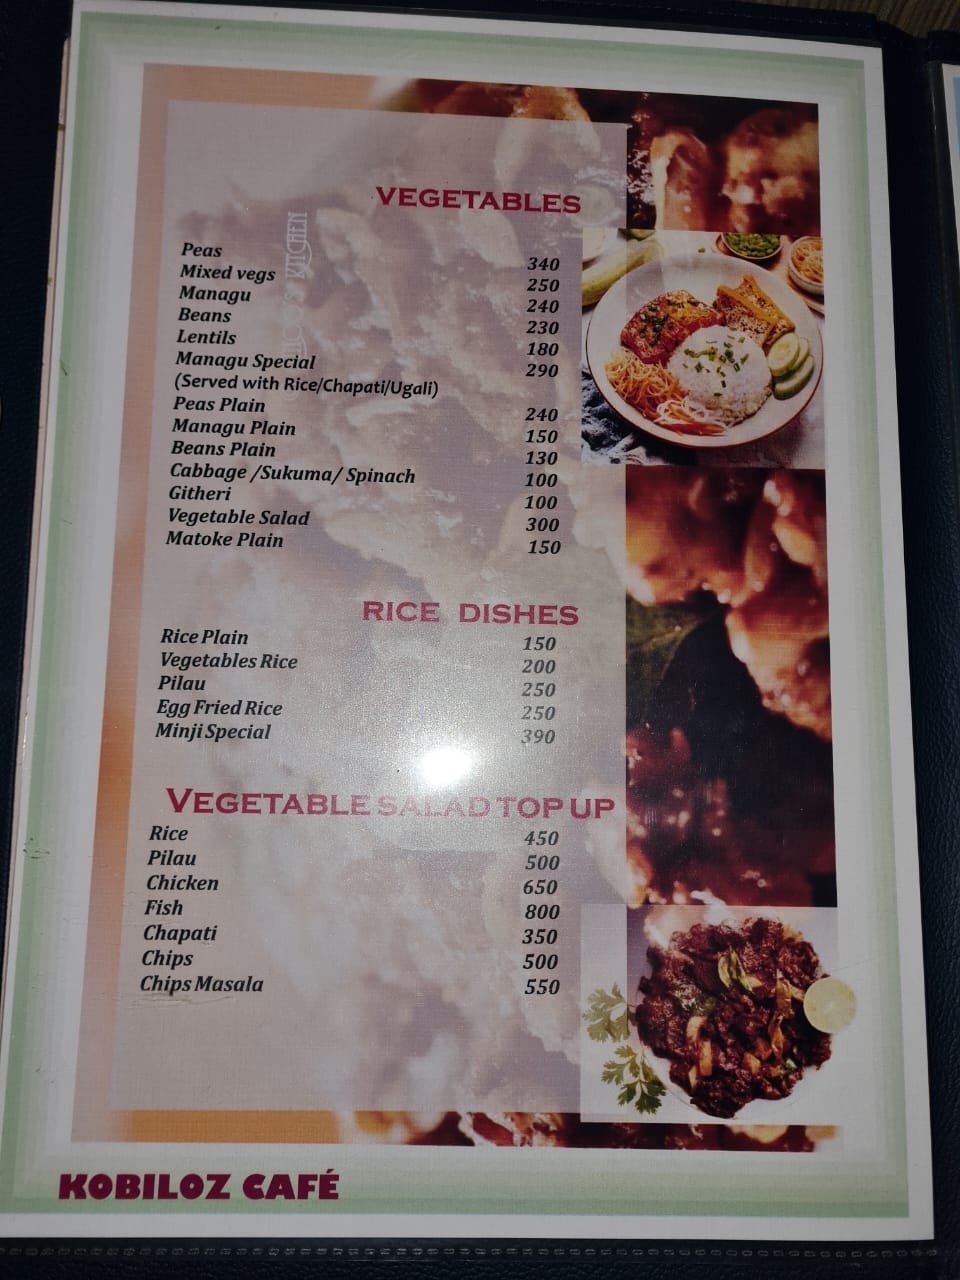 VEGETABLES
Peas 340
Mixed vegs 250
Managu 240
Beans 230
Lentils 180
Managu Special 290
(Served with Rice/Chapati/Ugali)
Peas Plain 240
Managu Plain 150
Beans Plain 130
Cabbage /Sukuma/ Spinach 100
Githeri 100
Vegetable Salad 300
Matoke Plain 150
RICE DISHES
Rice Plain 150
Vegetables Rice 200
Pilau 250
Egg Fried Rice 250
Minji Special 390
VEGETABLE SALAD TOP UP
Rice 450
Pilau 500
Chicken 650
Fish 800
Chapati 350
Chips 500
Chips Masala 550
KOBILOZ CAFÉ
KITCHEN